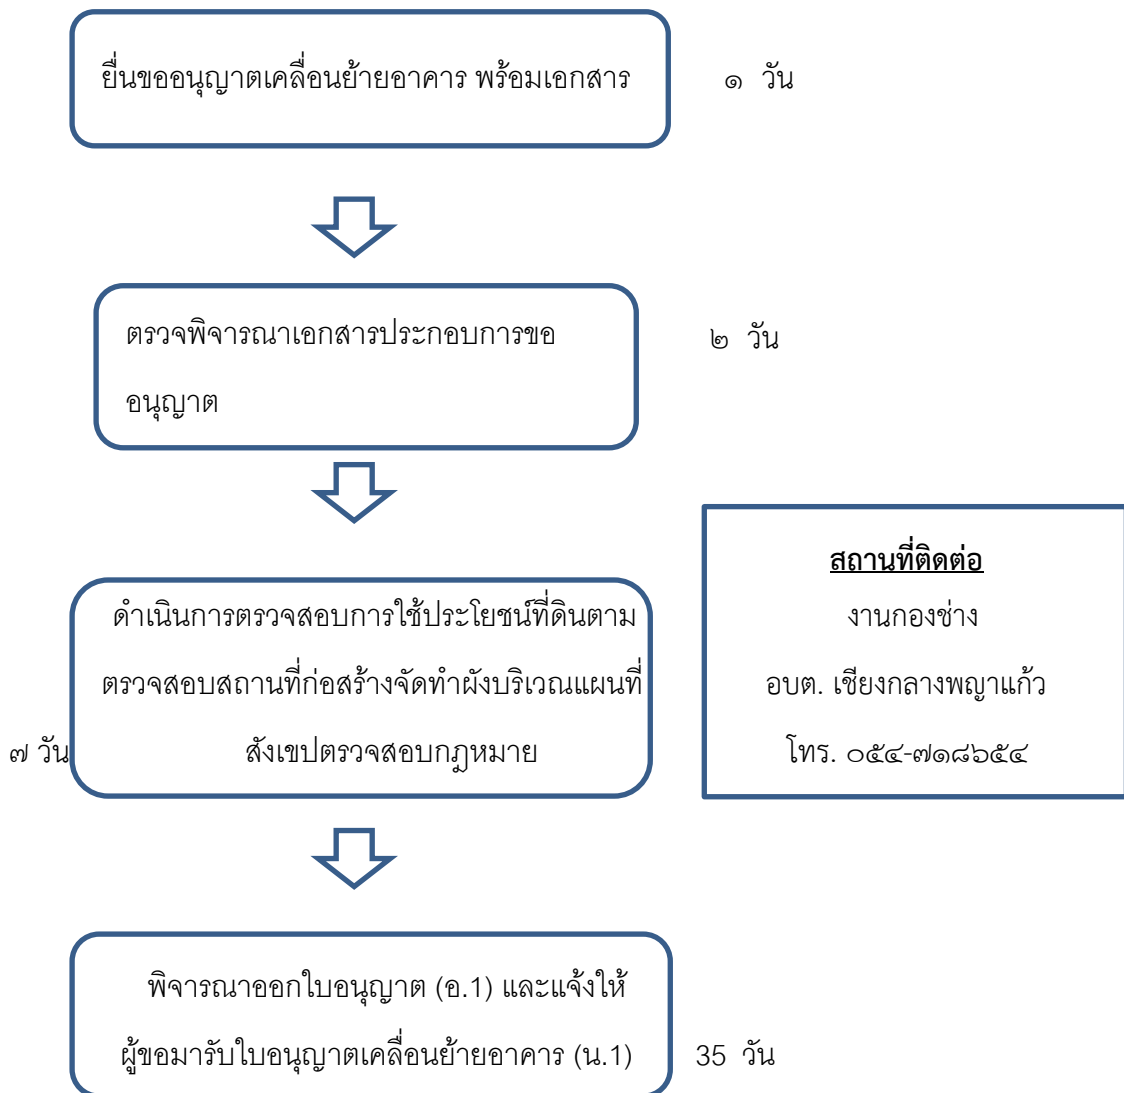 ยื่นขออนุญาตเคลื่อนย้ายอาคาร พร้อมเอกสาร
๑ วัน
ตรวจพิจารณาเอกสารประกอบการขอ
อนุญาต
๒ วัน
ดำเนินการตรวจสอบการใช้ประโยชน์ที่ดินตาม
ตรวจสอบสถานที่ก่อสร้างจัดทำผังบริเวณแผนที่
สังเขปตรวจสอบกฎหมาย
๗ วัน
สถานที่ติดต่อ
งานกองช่าง
อบต. เชียงกลางพญาแก้ว
โทร. ๐๕๔-๗๑๘๖๕๔
พิจารณาออกใบอนุญาต (อ.1) และแจ้งให้
ผู้ขอมารับใบอนุญาตเคลื่อนย้ายอาคาร (น.1)
35 วัน